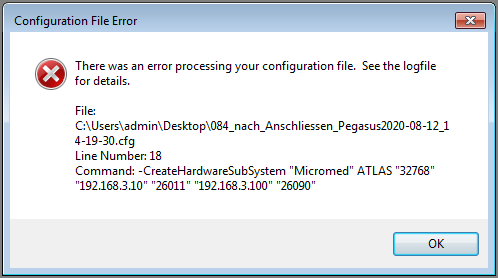 Configuration File Error
There was an error processing your configuration file.  See the logfile
for details.
File:
C:\Users\admin\Desktop\084_nach_Anschliessen_Pegasus2020-08-12_1
4-19-30.cfg
Line Number: 18
Command: -CreateHardwareSubSystem "Micromed" ATLAS "32768"
"192.168.3.10" "26011" "192.168.3.100" "26090"
OK